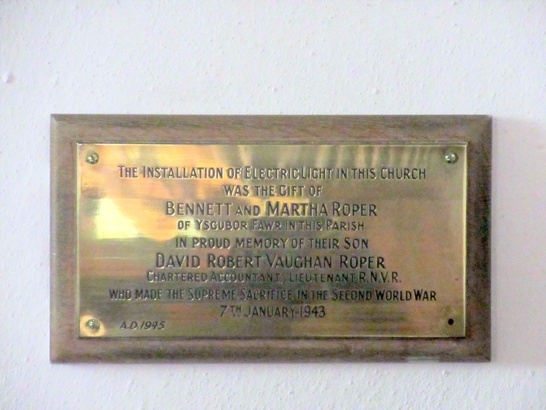 THE INSTALLATION OF ELECTRIC LIGHT IN THIS CHURCH
WAS THE GIFT OF
BENNETT AND MARTHA ROPER
OF YSGUBOR FAWR IN THIS PARISH
IN PROUD MEMORY OF THEIR SON
DAVID ROBERT VAUGHAN ROPER
CHARTERED ACCOUNTANT, LIEUTENANT R.N.V.R.
WHO MADE THE SUPREME SACRIFICE IN THE SECOND WORLD WAR
7TH JANUARY 1943
A.D. 1945